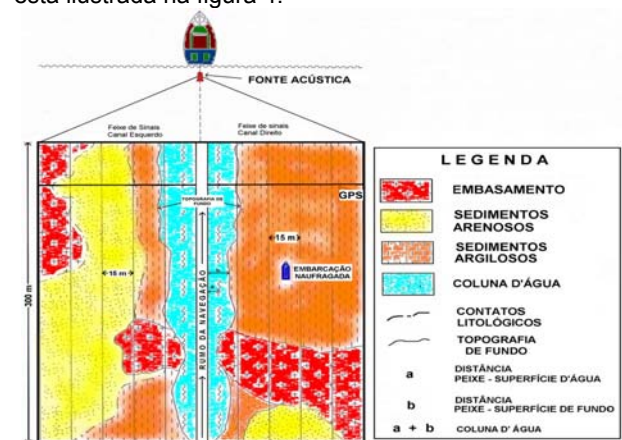 está ilustrada na figura 4.
FONTE ACÚSTICA
Feixe de Sinais
Canal Esquerdo
Feixe de sinais
Canal Direito
GPS
TOPOGRAFIA DE
FUNDO
15 m
15 m
EMBARCAÇÃO
NAUFRAGADA
300 m
RUMO DA NAVEGAÇÃO
LEGENDA
EMBASAMENTO
SEDIMENTOS
ARENOSOS
SEDIMENTOS
ARGILOSOS
COLUNA D'ÁGUA
CONTATOS
LITOLÓGICOS
TOPOGRAFIA
DE FUNDO
a DISTÂNCIA
PEIXE - SUPERFÍCIE D'ÁGUA
b DISTÂNCIA
PEIXE - SUPERFÍCIE DE FUNDO
a + b COLUNA D' ÁGUA